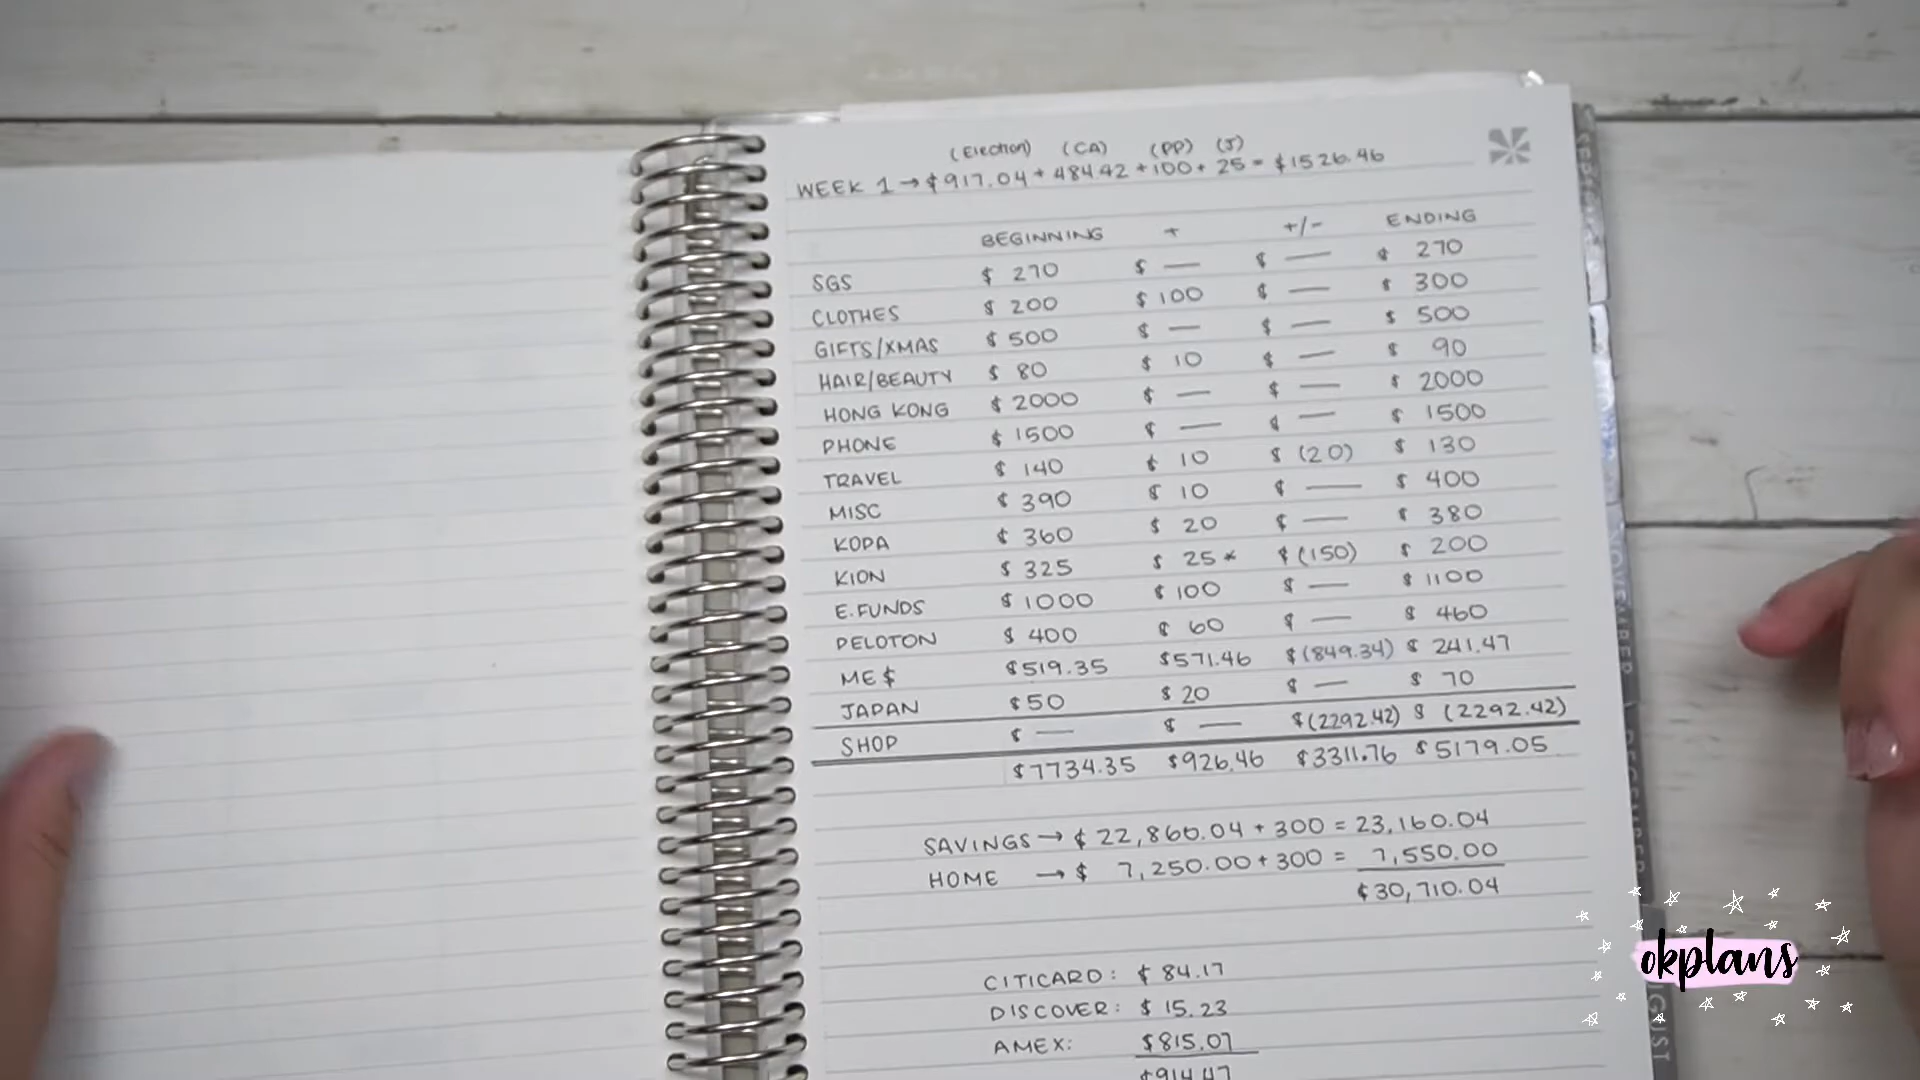 (Election) (CA) (PP) (J)
WEEK 1 → $917.04 + 484.42 + 100 + 25 = $1526.46
BEGINNING + +/- ENDING
SGS $ 270 $ — $ — $ 270
CLOTHES $ 200 $ 100 $ — $ 300
GIFTS/XMAS $ 500 $ — $ — $ 500
HAIR/BEAUTY $ 80 $ 10 $ — $ 90
HONG KONG $ 2000 $ — $ — $ 2000
PHONE $ 1500 $ — $ — $ 1500
TRAVEL $ 140 $ 10 $ (20) $ 130
MISC $ 390 $ 10 $ — $ 400
KODA $ 360 $ 20 $ — $ 380
KION $ 325 $ 25 * $ (150) $ 200
E.FUNDS $ 1000 $ 100 $ — $ 1100
PELOTON $ 400 $ 60 $ — $ 460
ME $ $519.35 $571.46 $(849.34) $ 241.47
JAPAN $ 50 $ 20 $ — $ 70
SHOP $ — $ — $(2292.42) $ (2292.42)
$7734.35 $926.46 $3311.76 $5179.05
SAVINGS → $ 22,860.04 + 300 = 23,160.04
HOME → $ 7,250.00 + 300 = 7,550.00
$30,710.04
CITICARD: $ 84.17
DISCOVER: $ 15.23
AMEX: $815.07
$914.47
NOVEMBER
DECEMBER
okplans